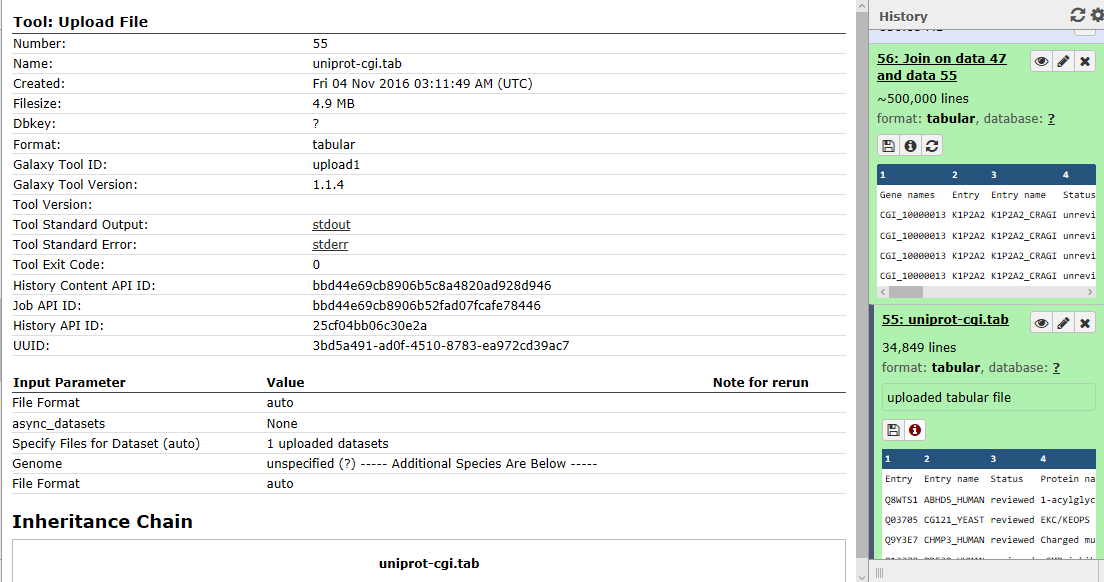 Tool: Upload File
Number: 55
Name: uniprot-cgi.tab
Created: Fri 04 Nov 2016 03:11:49 AM (UTC)
Filesize: 4.9 MB
Dbkey: ?
Format: tabular
Galaxy Tool ID: upload1
Galaxy Tool Version: 1.1.4
Tool Version:
Tool Standard Output: stdout
Tool Standard Error: stderr
Tool Exit Code: 0
History Content API ID: bbd44e69cb8906b5c8a4820ad928d946
Job API ID: bbd44e69cb8906b52fad07fcafe78446
History API ID: 25cf04bb06c30e2a
UUID: 3bd5a491-ad0f-4510-8783-ea972cd39ac7
Input Parameter Value Note for rerun
File Format auto
async_datasets None
Specify Files for Dataset (auto) 1 uploaded datasets
Genome unspecified (?) ----- Additional Species Are Below -----
File Format auto
Inheritance Chain
uniprot-cgi.tab
History
56: Join on data 47
and data 55
~500,000 lines
format: tabular, database: ?
1 2 3 4
Gene names Entry Entry name Status
CGI_10000013 K1P2A2 K1P2A2_CRAGI unrevi
CGI_10000013 K1P2A2 K1P2A2_CRAGI unrevi
CGI_10000013 K1P2A2 K1P2A2_CRAGI unrevi
CGI_10000013 K1P2A2 K1P2A2_CRAGI unrevi
55: uniprot-cgi.tab
34,849 lines
format: tabular, database: ?
uploaded tabular file
1 2 3 4
Entry Entry name Status Protein na
Q8WTS1 ABHD5_HUMAN reviewed 1-acylglyc
Q03705 CG121_YEAST reviewed EKC/KEOPS
Q9Y3E7 CHMP3_HUMAN reviewed Charged mu